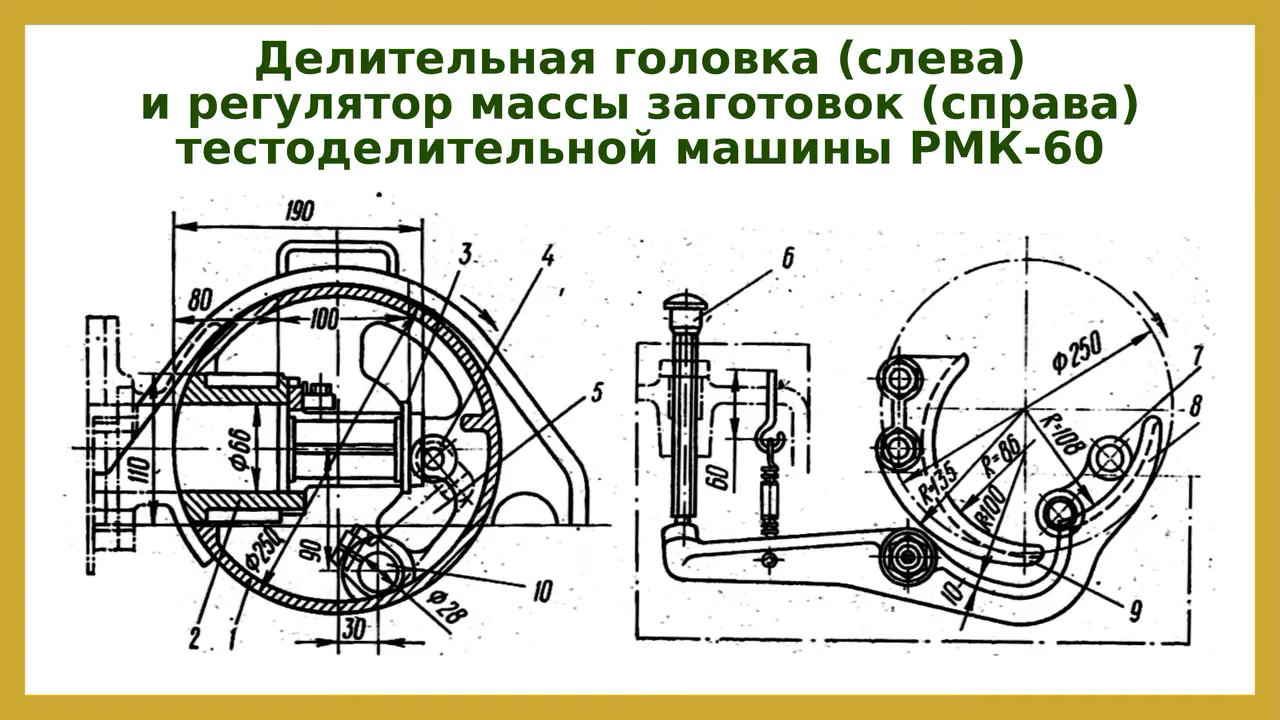 Делительная головка (слева)
и регулятор массы заготовок (справа)
тестоделительной машины РМК-60
190
3
4
6
80
100
5
Ф250
7
8
110
Ф66
60
R=108
R=86
R=135
R=100
Ф250
90
10
Ф28
10
9
2
1
30